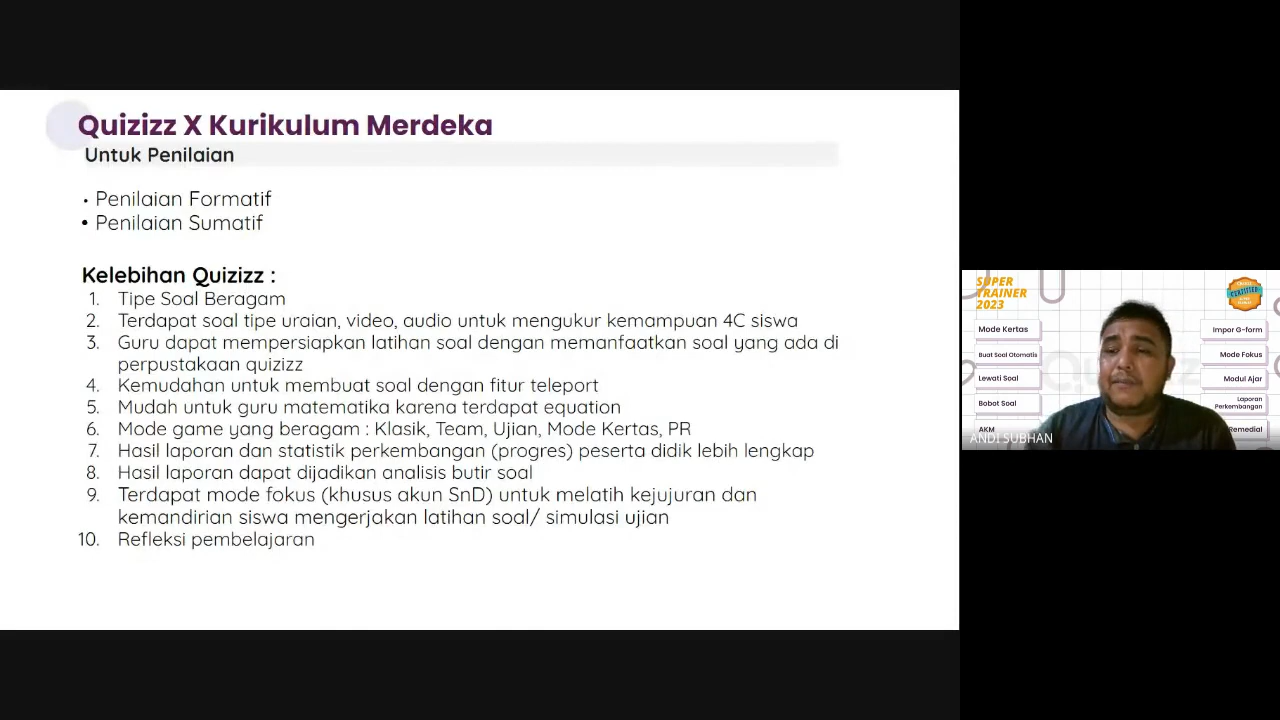 Quizizz X Kurikulum Merdeka
Untuk Penilaian
• Penilaian Formatif
• Penilaian Sumatif
Kelebihan Quizizz :
1. Tipe Soal Beragam
2. Terdapat soal tipe uraian, video, audio untuk mengukur kemampuan 4C siswa
3. Guru dapat mempersiapkan latihan soal dengan memanfaatkan soal yang ada di
perpustakaan quizizz
4. Kemudahan untuk membuat soal dengan fitur teleport
5. Mudah untuk guru matematika karena terdapat equation
6. Mode game yang beragam : Klasik, Team, Ujian, Mode Kertas, PR
7. Hasil laporan dan statistik perkembangan (progres) peserta didik lebih lengkap
8. Hasil laporan dapat dijadikan analisis butir soal
9. Terdapat mode fokus (khusus akun SnD) untuk melatih kejujuran dan
kemandirian siswa mengerjakan latihan soal/ simulasi ujian
10. Refleksi pembelajaran
SUPER
TRAINER
2023
Mode Kertas
Buat Soal Otomatis
Lewati Soal
Bobot Soal
AKM
ANDI SUBHAN
CERTIFIED
Impor G-form
Mode Fokus
Modul Ajar
Laporan
Perkembangan
Remedial